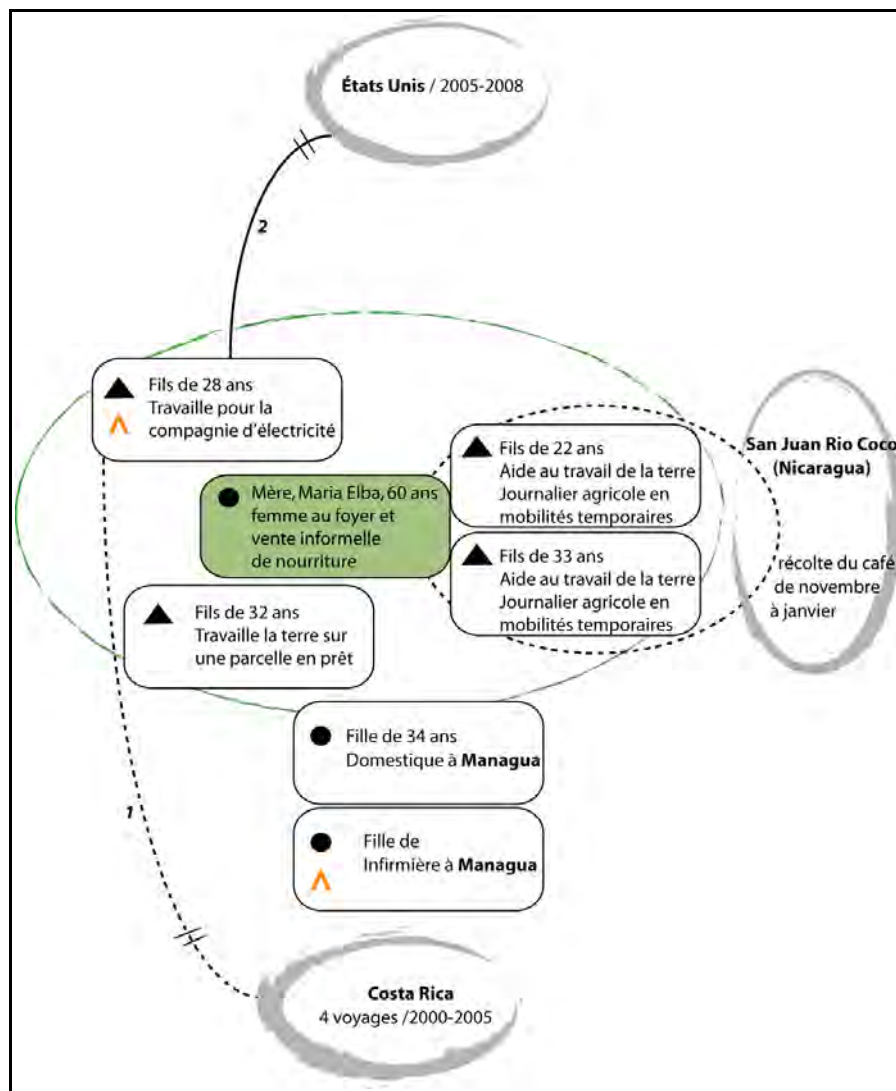 États Unis / 2005-2008
2
Fils de 28 ans
Travaille pour la
compagnie d'électricité
Fils de 22 ans
Aide au travail de la terre
Journalier agricole en
mobilités temporaires
San Juan Rio Coco
(Nicaragua)
récolte du café
de novembre
à janvier
Mère, Maria Elba, 60 ans
femme au foyer et
vente informelle
de nourriture
Fils de 33 ans
Aide au travail de la terre
Journalier agricole en
mobilités temporaires
Fils de 32 ans
Travaille la terre sur
une parcelle en prêt
Fille de 34 ans
Domestique à Managua
1
Fille de
Infirmière à Managua
Costa Rica
4 voyages /2000-2005